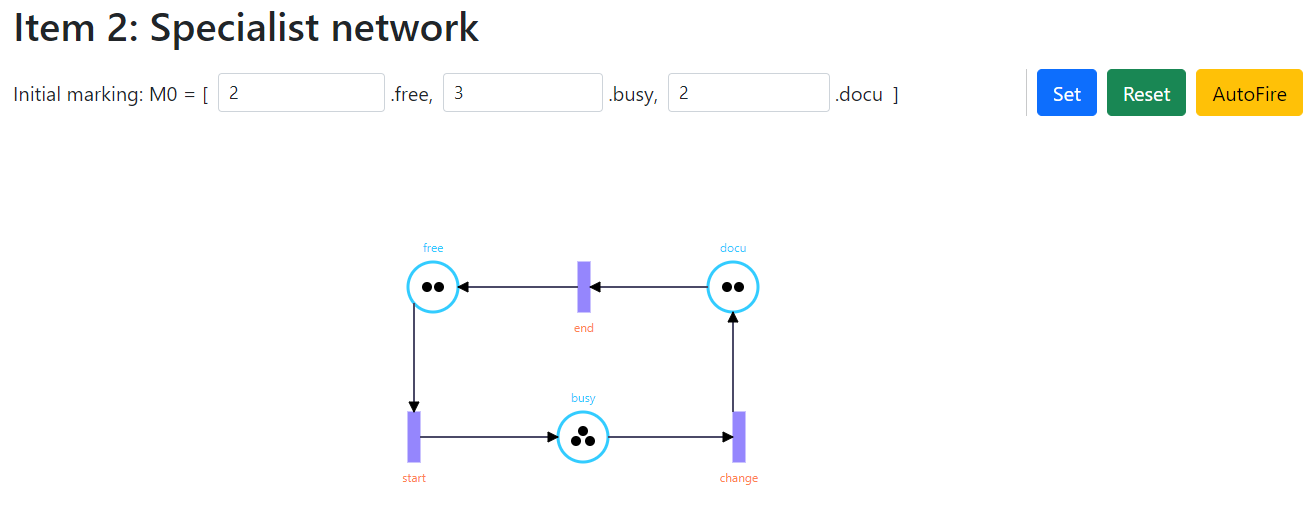 Item 2: Specialist network
Initial marking: M0 = [ 2 .free, 3 .busy, 2 .docu ] Set Reset AutoFire
free docu
end
busy
start change